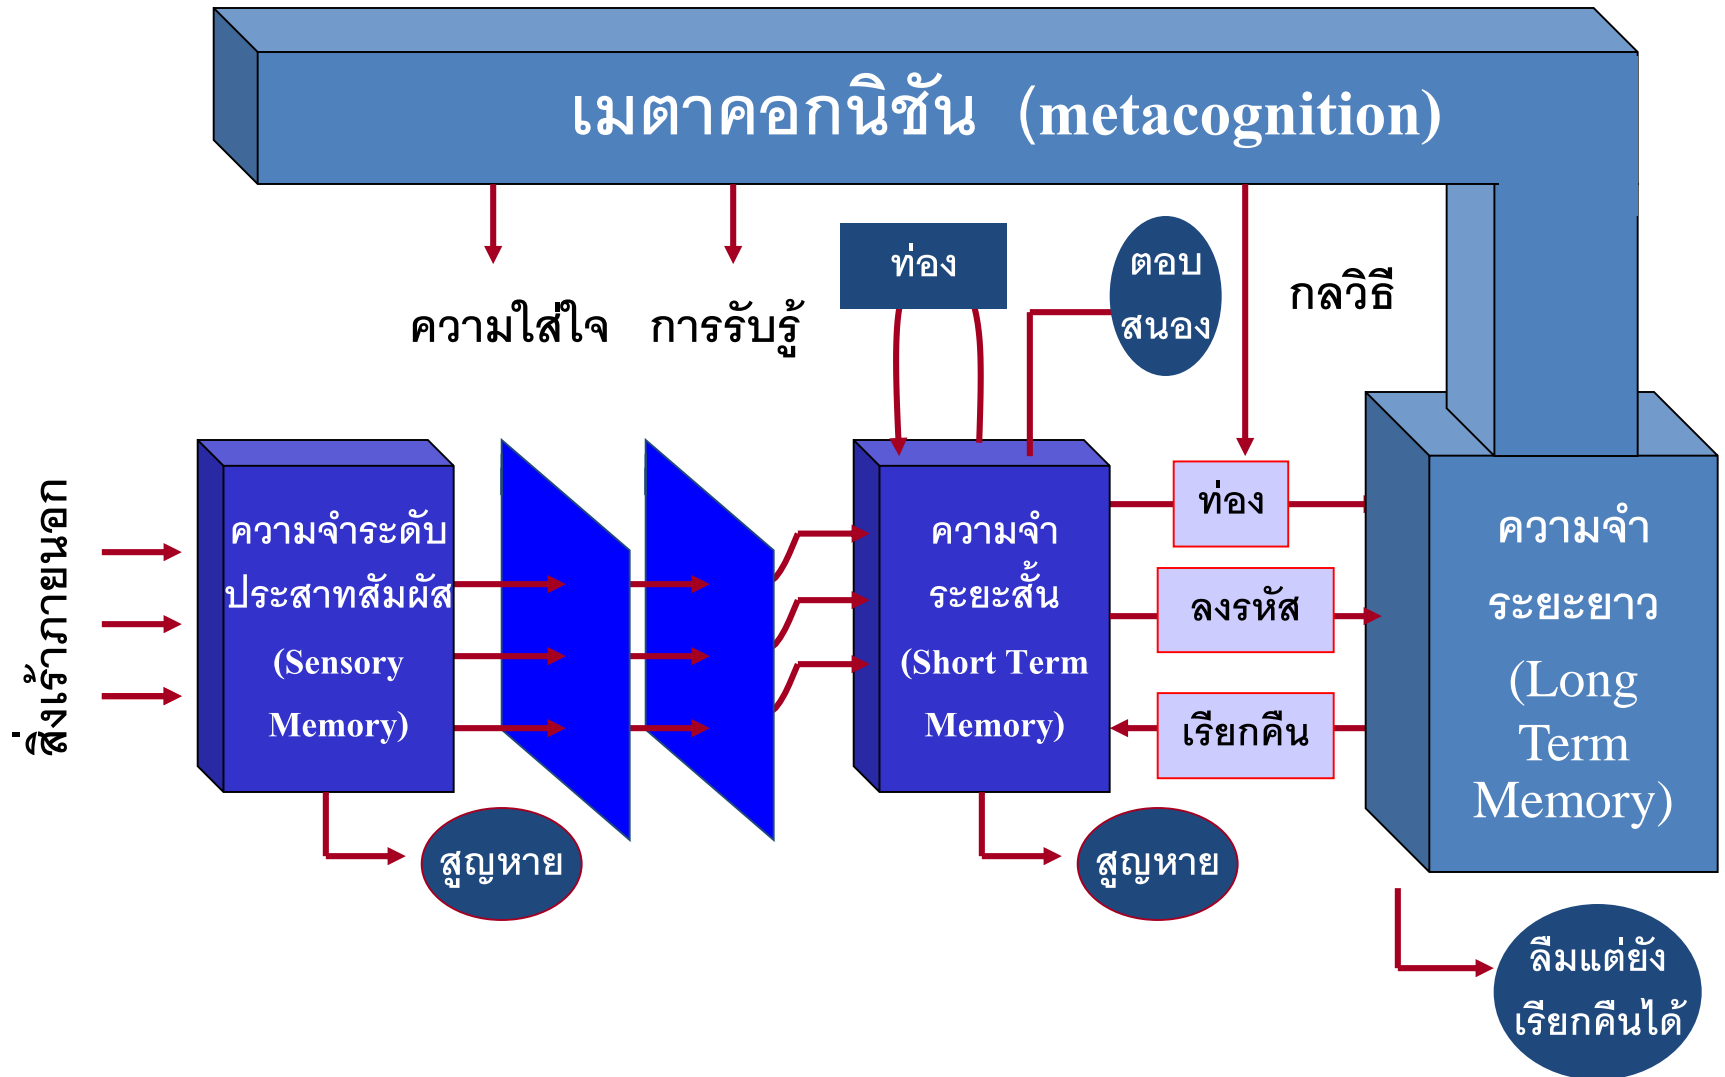 เมตาคอกนิชัน (metacognition)
ความใส่ใจ
การรับรู้
ท่อง
ตอบ
สนอง
กลวิธี
สิ่งเร้าภายนอก
ความจำระดับ
ประสาทสัมผัส
(Sensory
Memory)
ความจำ
ระยะสั้น
(Short Term
Memory)
ท่อง
ลงรหัส
เรียกคืน
ความจำ
ระยะยาว
(Long
Term
Memory)
สูญหาย
สูญหาย
ลืมแต่ยัง
เรียกคืนได้